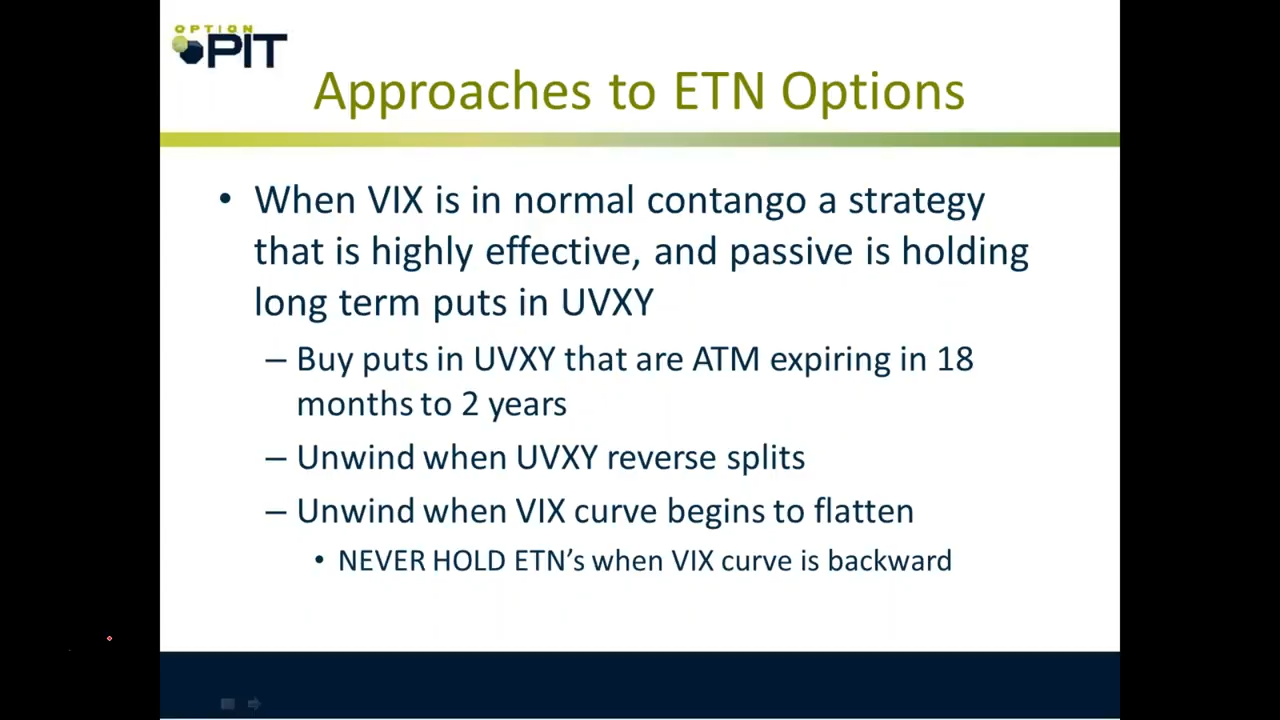 OPTION
PIT
Approaches to ETN Options
• When VIX is in normal contango a strategy
that is highly effective, and passive is holding
long term puts in UVXY
– Buy puts in UVXY that are ATM expiring in 18
months to 2 years
– Unwind when UVXY reverse splits
– Unwind when VIX curve begins to flatten
• NEVER HOLD ETN’s when VIX curve is backward